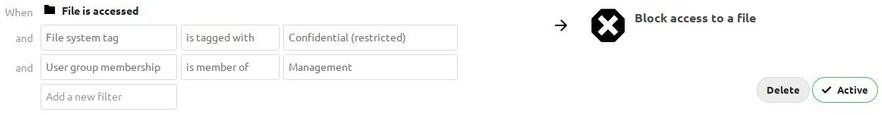 When File is accessed
and File system tag is tagged with Confidential (restricted)
and User group membership is member of Management
Add a new filter
Block access to a file
Delete Active